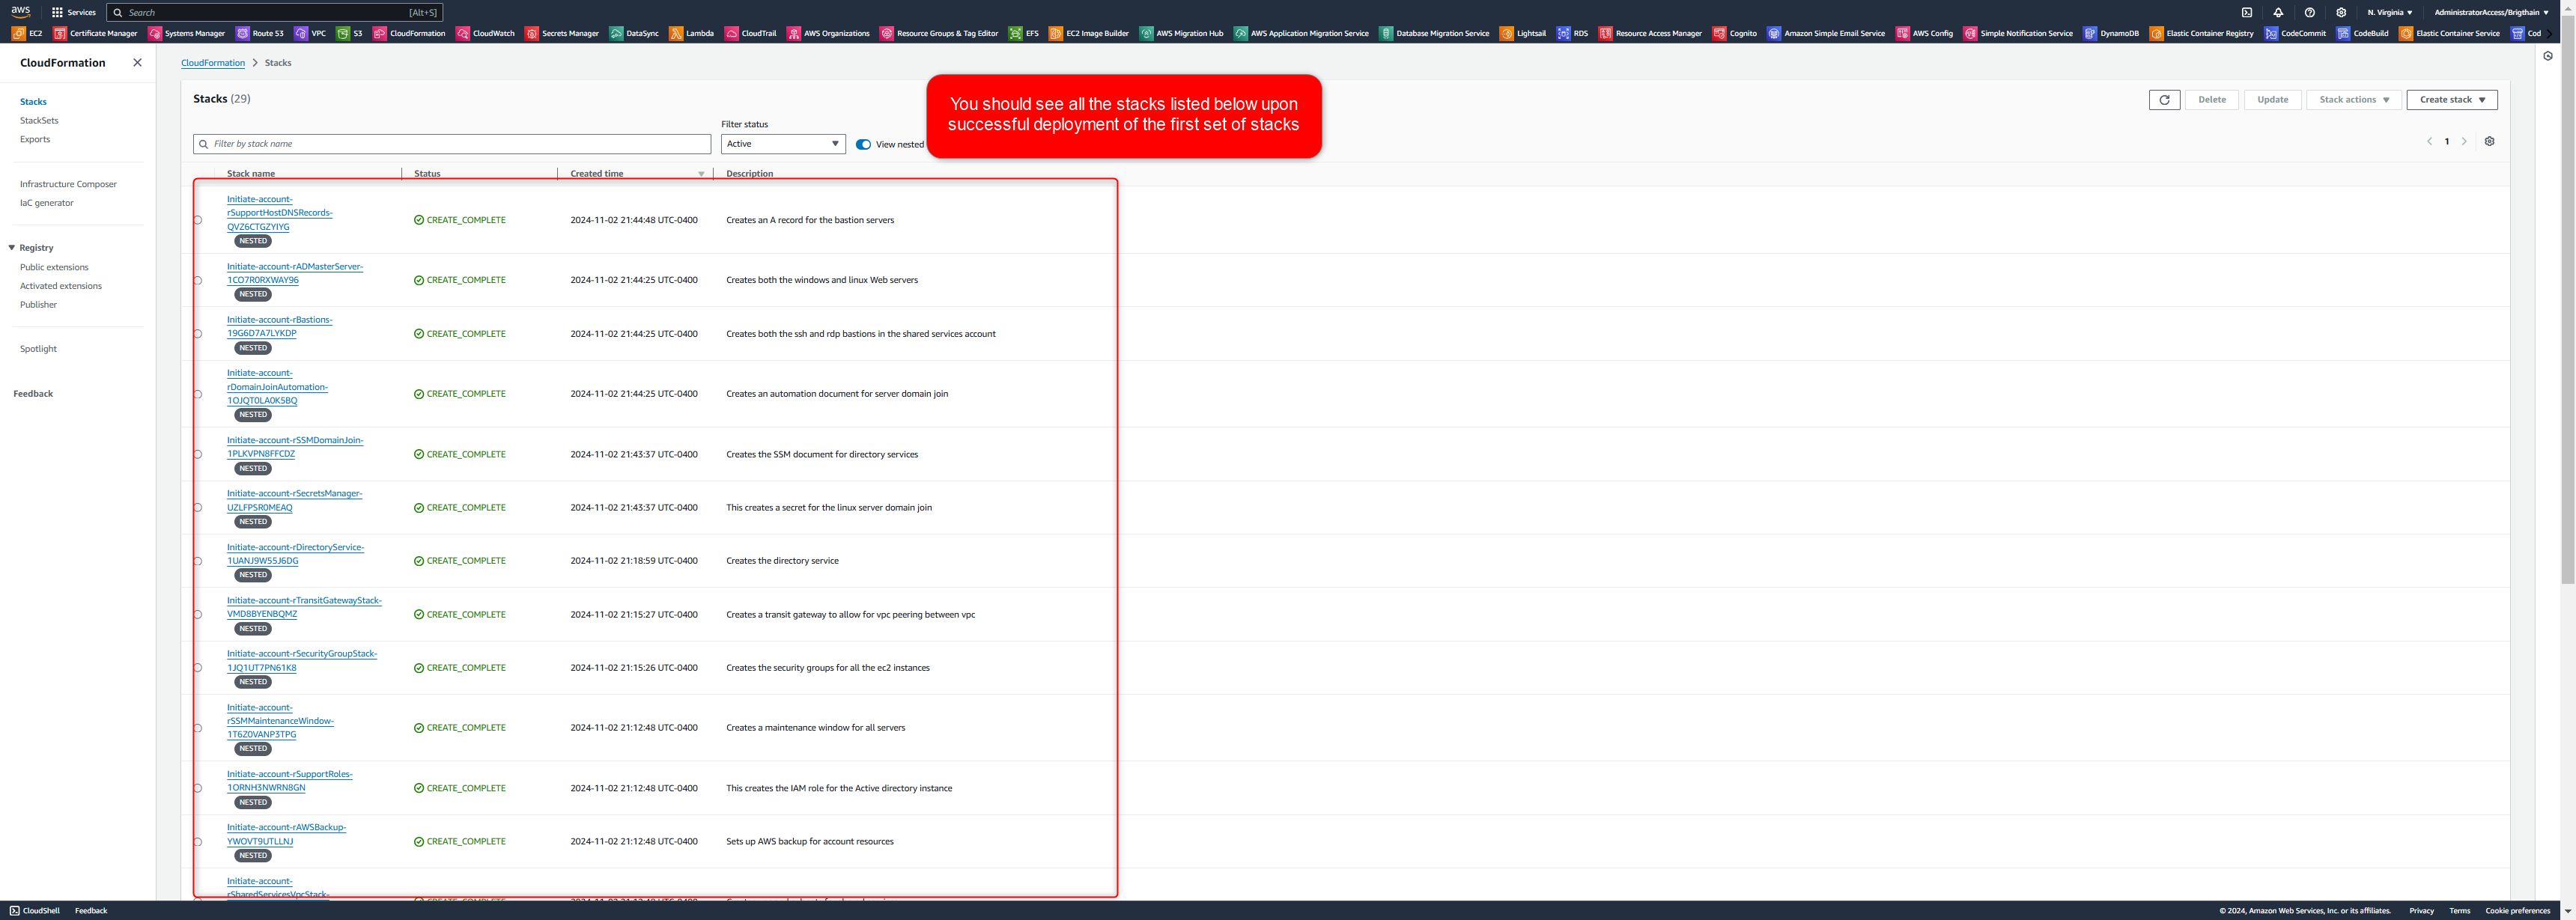 aws
Services
Search
[Alt+S]
N. Virginia
AdministratorAccess/Brigthain
EC2
Certificate Manager
Systems Manager
Route 53
VPC
S3
CloudFormation
CloudWatch
Secrets Manager
DataSync
Lambda
CloudTrail
AWS Organizations
Resource Groups & Tag Editor
EFS
EC2 Image Builder
AWS Migration Hub
AWS Application Migration Service
Database Migration Service
Lightsail
RDS
Resource Access Manager
Cognito
Amazon Simple Email Service
AWS Config
Simple Notification Service
DynamoDB
Elastic Container Registry
CodeCommit
CodeBuild
Elastic Container Service
Cod
CloudFormation
Stacks
StackSets
Exports
Infrastructure Composer
IaC generator
Registry
Public extensions
Activated extensions
Publisher
Spotlight
Feedback
CloudFormation > Stacks
Stacks (29)
You should see all the stacks listed below upon
successful deployment of the first set of stacks
Delete
Update
Stack actions
Create stack
Filter by stack name
Filter status
Active
View nested
1
Stack name
Status
Created time
Description
Initiate-account-
rSupportHostDNSRecords-
QVZ6CTGZYIYG
NESTED
CREATE_COMPLETE
2024-11-02 21:44:48 UTC-0400
Creates an A record for the bastion servers
Initiate-account-rADMasterServer-
1CO7R0RXWAY96
NESTED
CREATE_COMPLETE
2024-11-02 21:44:25 UTC-0400
Creates both the windows and linux Web servers
Initiate-account-rBastions-
19G6D7A7LYKDP
NESTED
CREATE_COMPLETE
2024-11-02 21:44:25 UTC-0400
Creates both the ssh and rdp bastions in the shared services account
Initiate-account-
rDomainJoinAutomation-
1OJQT0LA0K5BQ
NESTED
CREATE_COMPLETE
2024-11-02 21:44:25 UTC-0400
Creates an automation document for server domain join
Initiate-account-rSSMDomainJoin-
1PLKVPN8FFCDZ
NESTED
CREATE_COMPLETE
2024-11-02 21:43:37 UTC-0400
Creates the SSM document for directory services
Initiate-account-rSecretsManager-
UZLFPSR0MEAQ
NESTED
CREATE_COMPLETE
2024-11-02 21:43:37 UTC-0400
This creates a secret for the linux server domain join
Initiate-account-rDirectoryService-
1UANJ9W55J6DG
NESTED
CREATE_COMPLETE
2024-11-02 21:18:59 UTC-0400
Creates the directory service
Initiate-account-rTransitGatewayStack-
VMD8BYENBQMZ
NESTED
CREATE_COMPLETE
2024-11-02 21:15:27 UTC-0400
Creates a transit gateway to allow for vpc peering between vpc
Initiate-account-rSecurityGroupStack-
1JQ1UT7PN61K8
NESTED
CREATE_COMPLETE
2024-11-02 21:15:26 UTC-0400
Creates the security groups for all the ec2 instances
Initiate-account-
rSSMMaintenanceWindow-
1T6Z0VANP3TPG
NESTED
CREATE_COMPLETE
2024-11-02 21:12:48 UTC-0400
Creates a maintenance window for all servers
Initiate-account-rSupportRoles-
1ORNH3NWRN8GN
NESTED
CREATE_COMPLETE
2024-11-02 21:12:48 UTC-0400
This creates the IAM role for the Active directory instance
Initiate-account-rAWSBackup-
YWOVT9UTLLNJ
NESTED
CREATE_COMPLETE
2024-11-02 21:12:48 UTC-0400
Sets up AWS backup for account resources
Initiate-account-
rSharedServicesVpcStack-
CloudShell
Feedback
© 2024, Amazon Web Services, Inc. or its affiliates.
Privacy
Terms
Cookie preferences